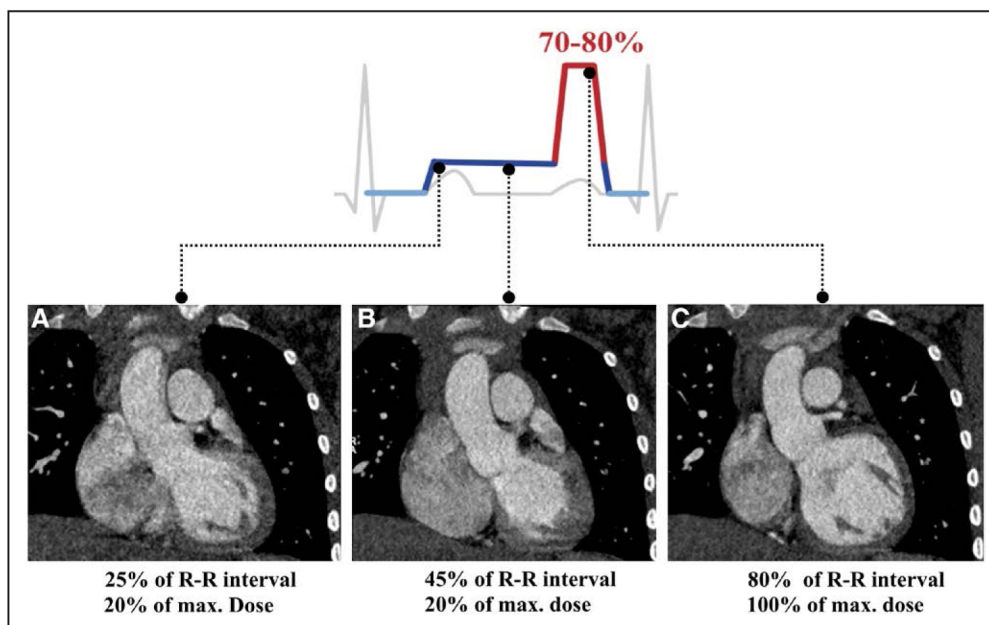 70-80%
A
B
C
25% of R-R interval
20% of max. Dose
45% of R-R interval
20% of max. dose
80% of R-R interval
100% of max. dose